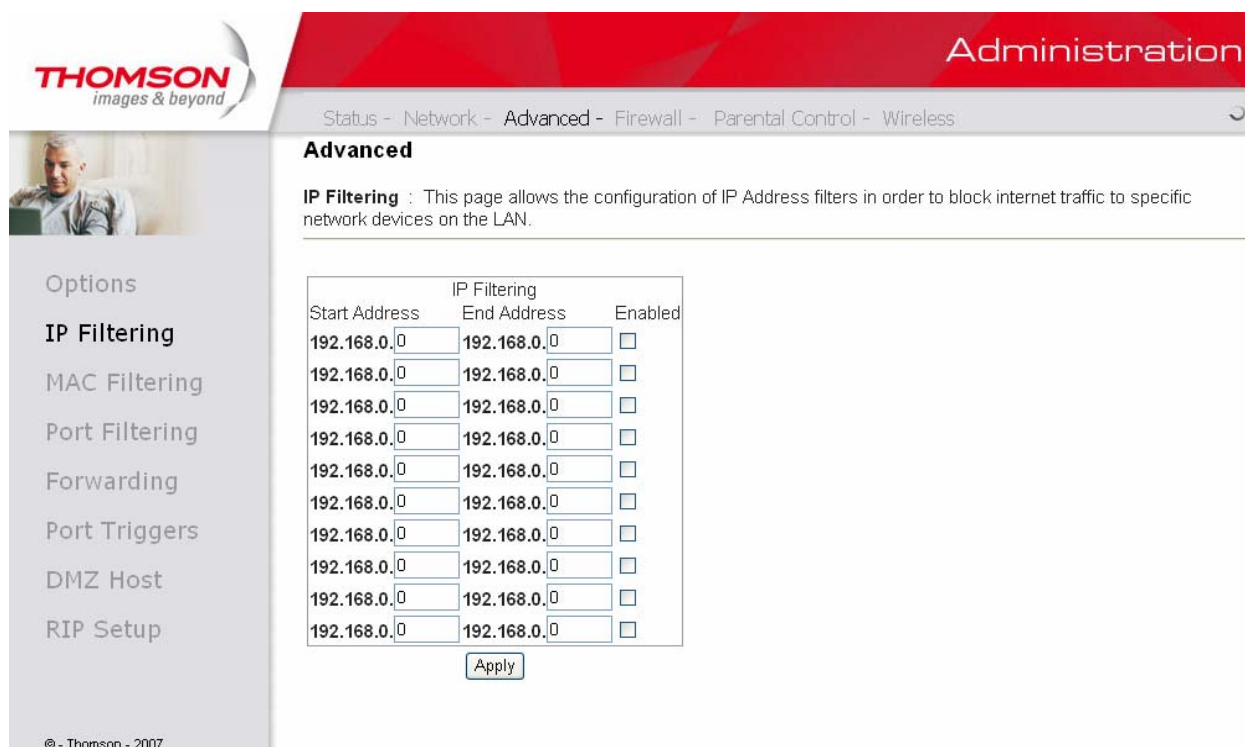 THOMSON
images & beyond
Administration
Status - Network - Advanced - Firewall - Parental Control - Wireless
Advanced
IP Filtering : This page allows the configuration of IP Address filters in order to block internet traffic to specific
network devices on the LAN.
Options
IP Filtering
MAC Filtering
Port Filtering
Forwarding
Port Triggers
DMZ Host
RIP Setup
IP Filtering
Start Address End Address Enabled
192.168.0.0 192.168.0.0
192.168.0.0 192.168.0.0
192.168.0.0 192.168.0.0
192.168.0.0 192.168.0.0
192.168.0.0 192.168.0.0
192.168.0.0 192.168.0.0
192.168.0.0 192.168.0.0
192.168.0.0 192.168.0.0
192.168.0.0 192.168.0.0
192.168.0.0 192.168.0.0
Apply
© - Thomson - 2007